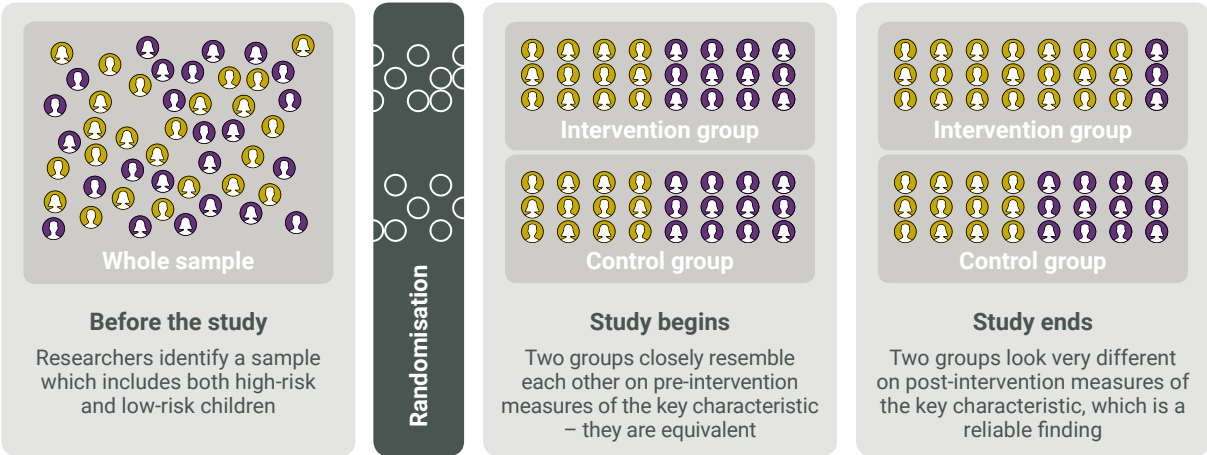 Whole sample
Before the study
Researchers identify a sample
which includes both high-risk
and low-risk children
Randomisation
Intervention group
Control group
Study begins
Two groups closely resemble
each other on pre-intervention
measures of the key characteristic
– they are equivalent
Intervention group
Control group
Study ends
Two groups look very different
on post-intervention measures of
the key characteristic, which is a
reliable finding